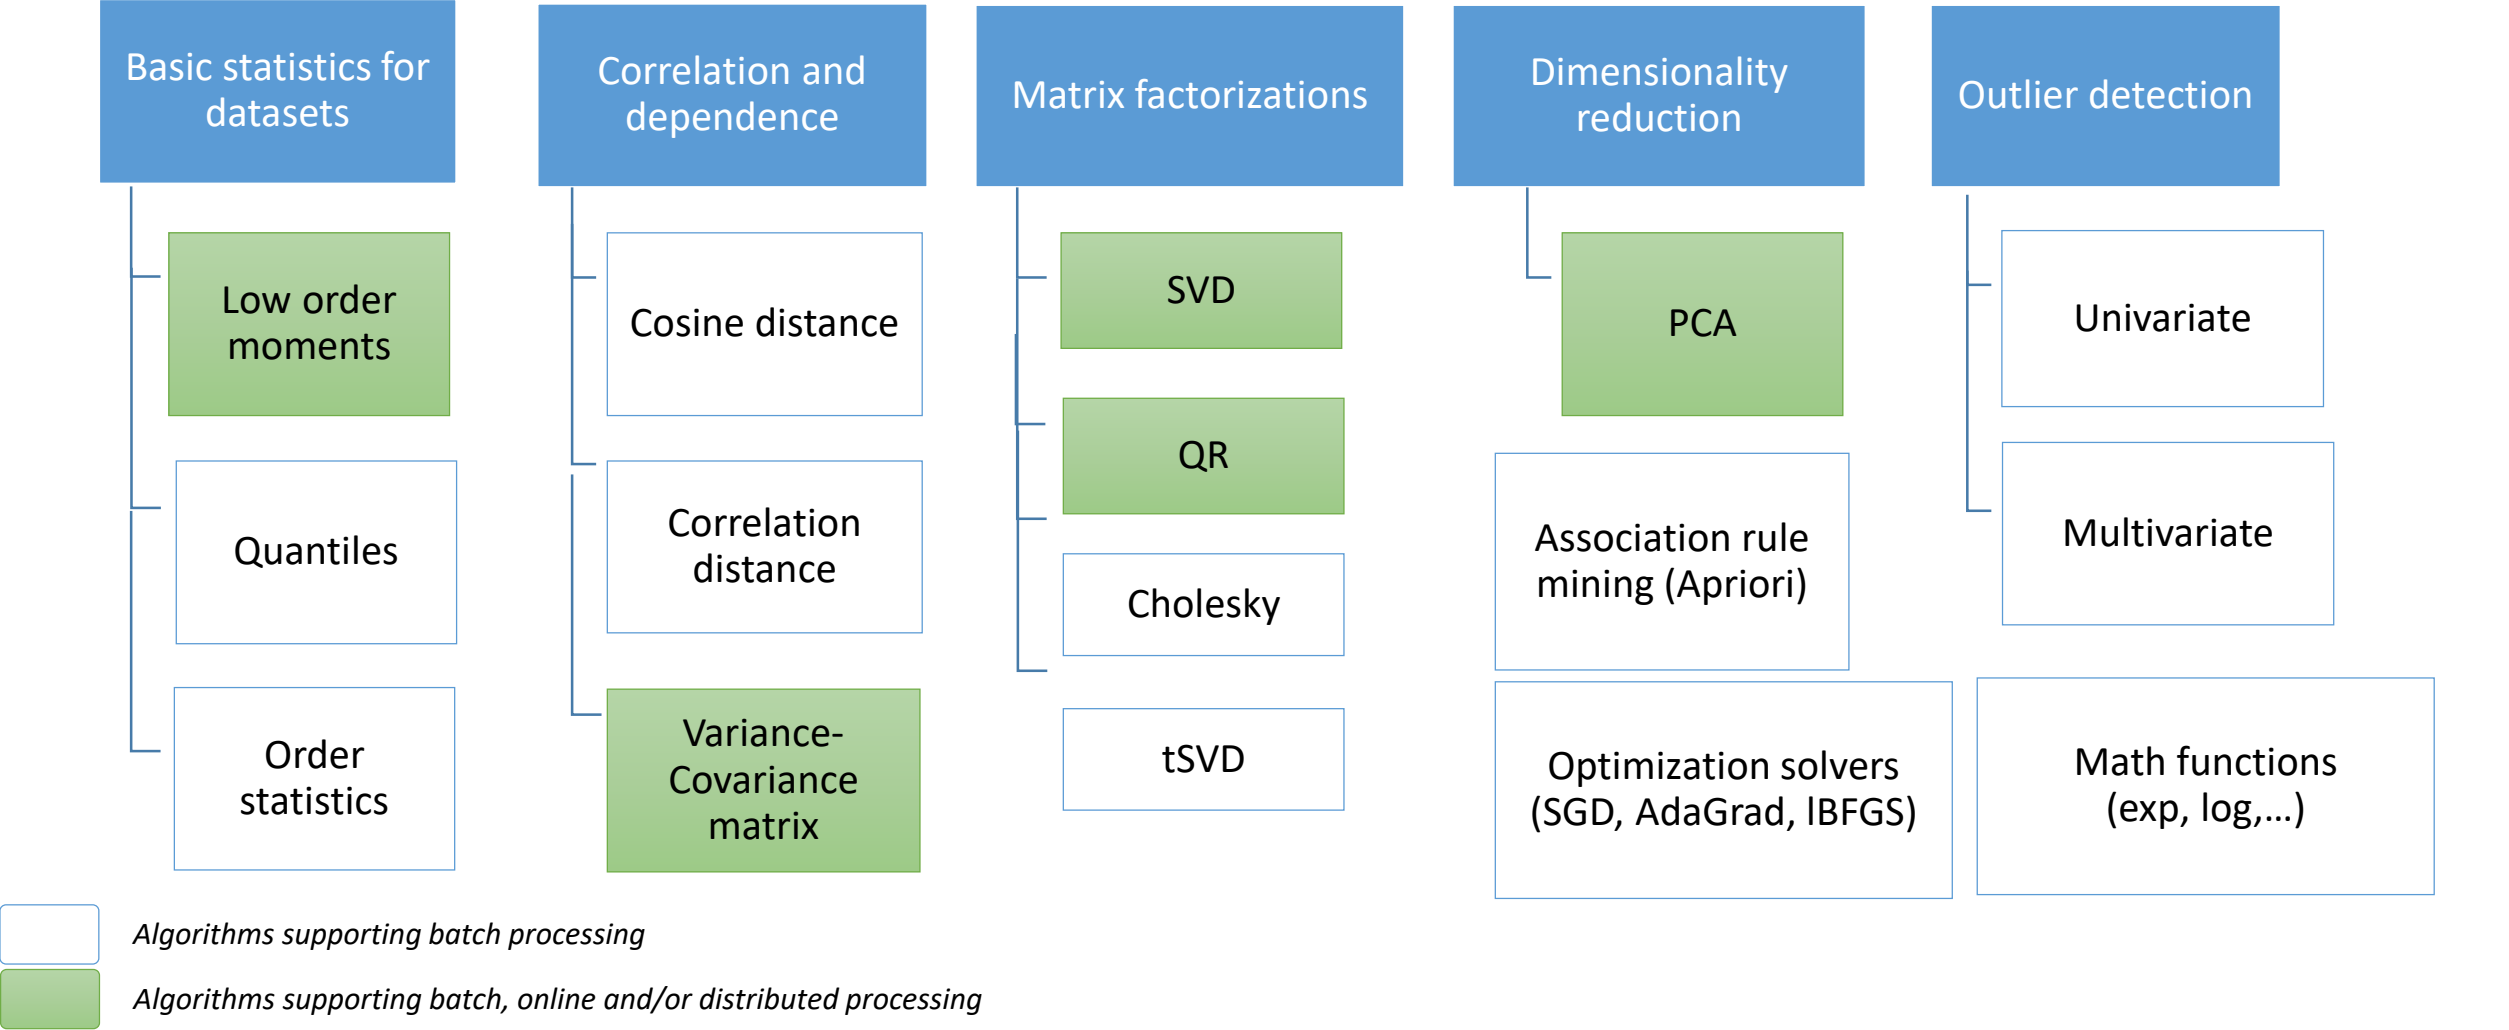 Basic statistics for
datasets
Low order
moments
Quantiles
Order
statistics
Correlation and
dependence
Cosine distance
Correlation
distance
Variance-
Covariance
matrix
Matrix factorizations
SVD
QR
Cholesky
tSVD
Dimensionality
reduction
PCA
Association rule
mining (Apriori)
Optimization solvers
(SGD, AdaGrad, lBFGS)
Outlier detection
Univariate
Multivariate
Math functions
(exp, log,...)
Algorithms supporting batch processing
Algorithms supporting batch, online and/or distributed processing